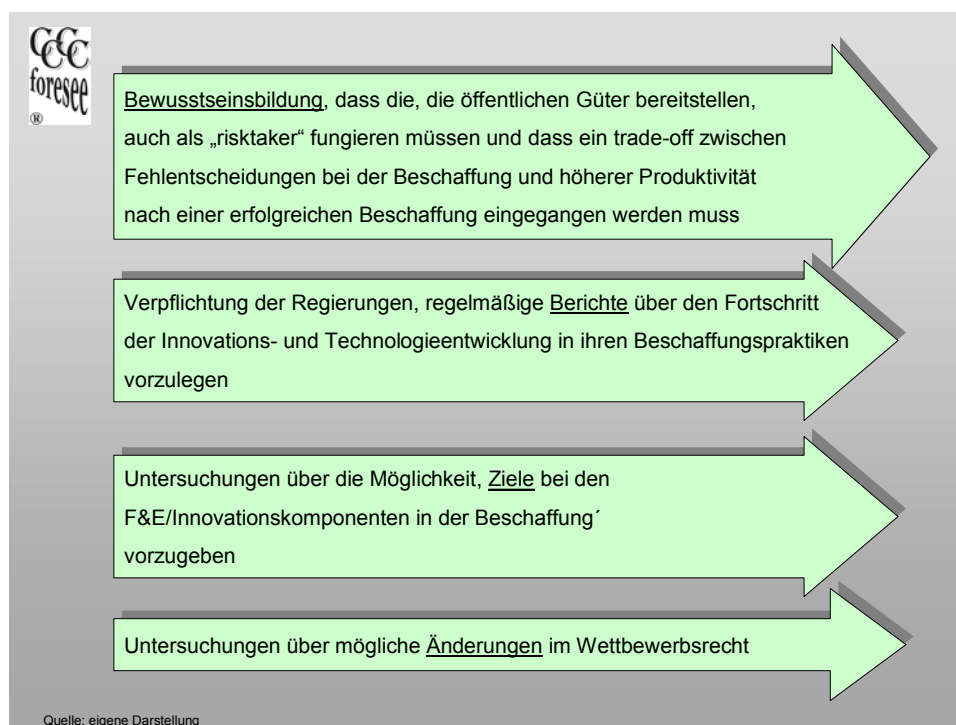 CCCC
foresee
®
Bewusstseinsbildung, dass die, die öffentlichen Güter bereitstellen,
auch als „risktaker“ fungieren müssen und dass ein trade-off zwischen
Fehlentscheidungen bei der Beschaffung und höherer Produktivität
nach einer erfolgreichen Beschaffung eingegangen werden muss
Verpflichtung der Regierungen, regelmäßige Berichte über den Fortschritt
der Innovations- und Technologieentwicklung in ihren Beschaffungspraktiken
vorzulegen
Untersuchungen über die Möglichkeit, Ziele bei den
F&E/Innovationskomponenten in der Beschaffung´
vorzugeben
Untersuchungen über mögliche Änderungen im Wettbewerbsrecht
Quelle: eigene Darstellung